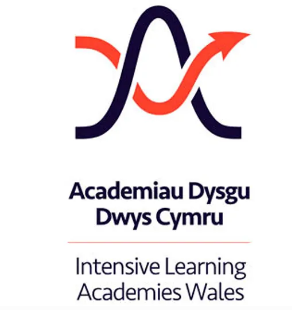 Academiau Dysgu
Dwys Cymru
Intensive Learning
Academies Wales